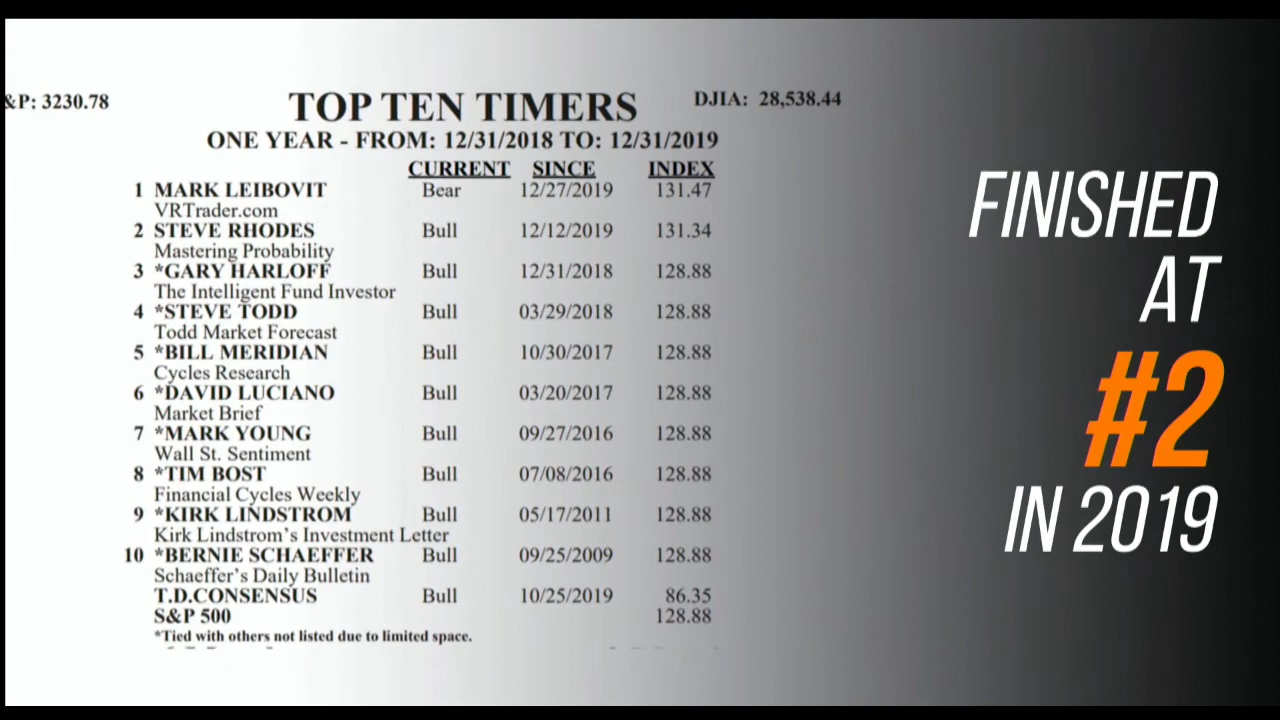 &P: 3230.78
TOP TEN TIMERS
DJIA: 28,538.44
ONE YEAR - FROM: 12/31/2018 TO: 12/31/2019
CURRENT SINCE INDEX
1 MARK LEIBOVIT Bear 12/27/2019 131.47
VRTrader.com
2 STEVE RHODES Bull 12/12/2019 131.34
Mastering Probability
3 *GARY HARLOFF Bull 12/31/2018 128.88
The Intelligent Fund Investor
4 *STEVE TODD Bull 03/29/2018 128.88
Todd Market Forecast
5 *BILL MERIDIAN Bull 10/30/2017 128.88
Cycles Research
6 *DAVID LUCIANO Bull 03/20/2017 128.88
Market Brief
7 *MARK YOUNG Bull 09/27/2016 128.88
Wall St. Sentiment
8 *TIM BOST Bull 07/08/2016 128.88
Financial Cycles Weekly
9 *KIRK LINDSTROM Bull 05/17/2011 128.88
Kirk Lindstrom's Investment Letter
10 *BERNIE SCHAEFFER Bull 09/25/2009 128.88
Schaeffer's Daily Bulletin
T.D.CONSENSUS Bull 10/25/2019 86.35
S&P 500 128.88
*Tied with others not listed due to limited space.
FINISHED
AT
#2
IN 2019